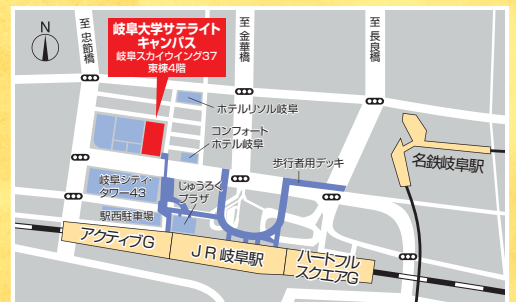 N
至忠節橋
岐阜大学サテライト
キャンパス
岐阜スカイウイング37
東棟4階
至金華橋
至長良橋
ホテルリソル岐阜
コンフォート
ホテル岐阜
歩行者用デッキ
名鉄岐阜駅
岐阜シティ・
タワー43
じゅうろく
プラザ
駅西駐車場
アクティブG
JR岐阜駅
ハートフル
スクエアG